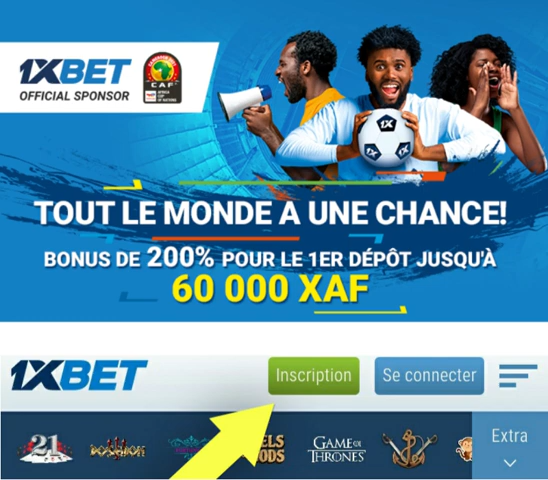 1XBET
OFFICIAL SPONSOR
CAF
1X
TOUT LE MONDE A UNE CHANCE!
BONUS DE 200% POUR LE 1ER DÉPÔT JUSQU'À
60 000 XAF
1XBET
Inscription
Se connecter
21
GAME OF
THRONES
Extra